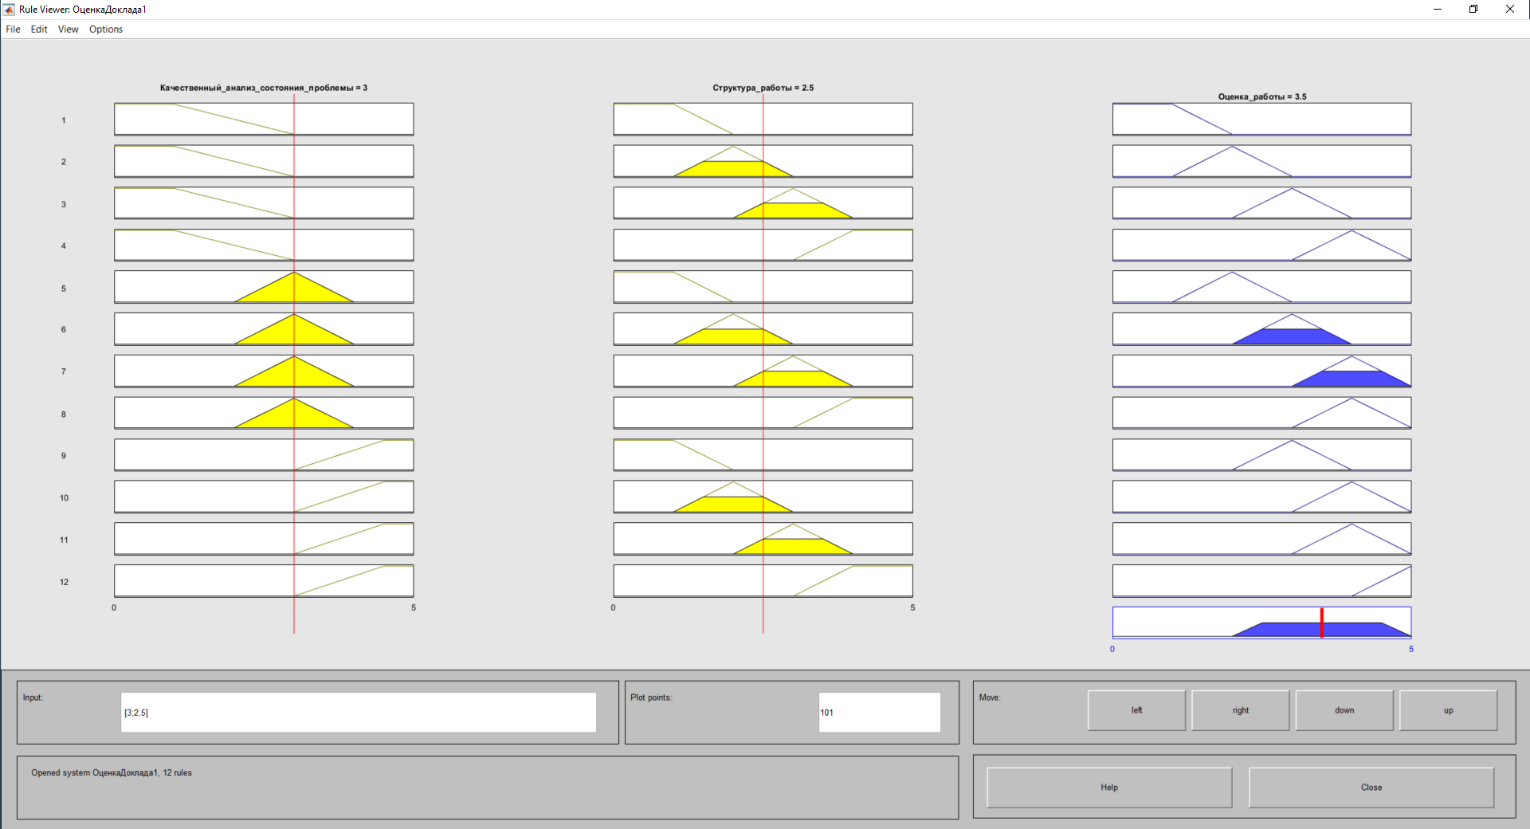 Rule Viewer: ОценкаДоклада1
File Edit View Options
Качественный_анализ_состояния_проблемы = 3
Структура_работы = 2.5
Оценка_работы = 3.5
1
2
3
4
5
6
7
8
9
10
11
12
0 5
0 5
0 5
Input:
[3;2.5]
Plot points:
101
Move:
left
right
down
up
Opened system ОценкаДоклада1, 12 rules
Help
Close